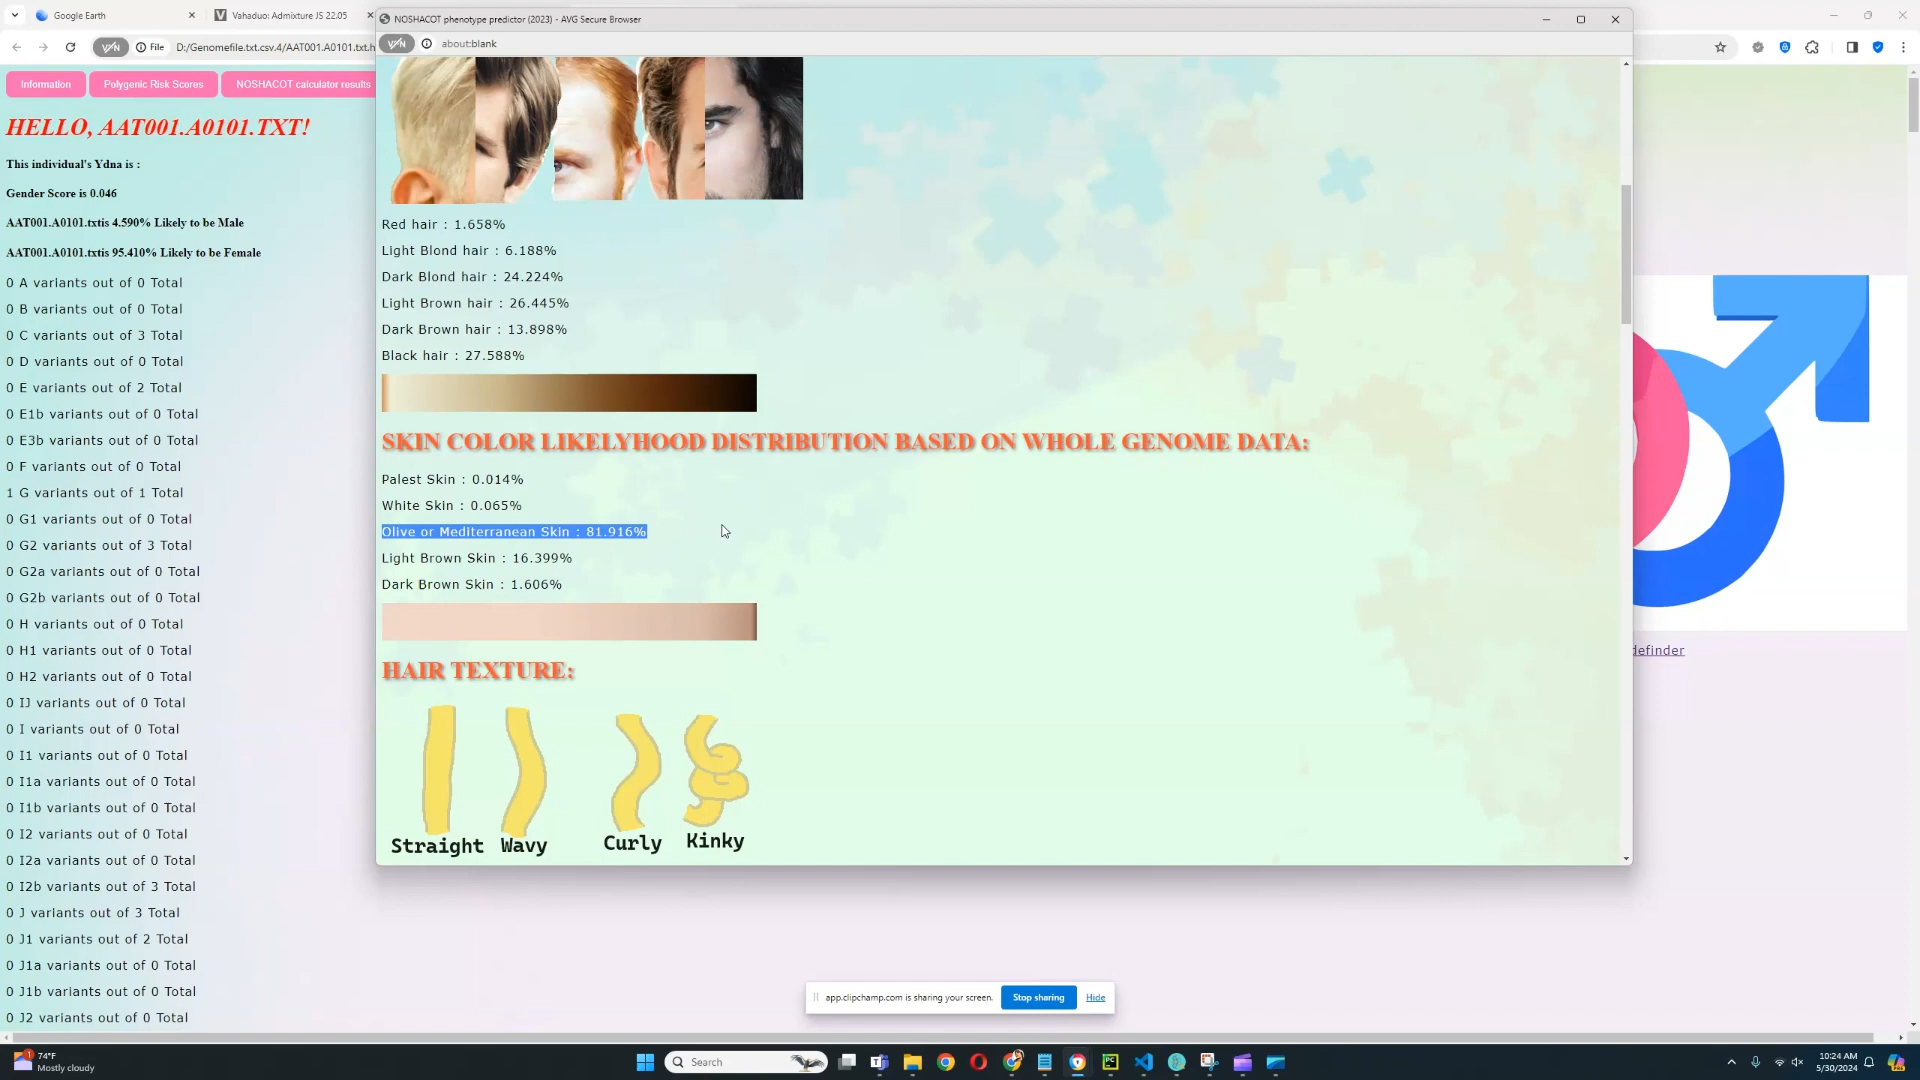 Google Earth
Vahaduo: Admixture JS 22.05
NOSHACOT phenotype predictor (2023) - AVG Secure Browser
VPN
File
D:/Genomefile.txt.csv.4/AAT001.A0101.txt.h
VPN
about:blank
Information
Polygenic Risk Scores
NOSHACOT calculator results
HELLO, AAT001.A0101.TXT!
This individual's Ydna is :
Gender Score is 0.046
AAT001.A0101.txtis 4.590% Likely to be Male
AAT001.A0101.txtis 95.410% Likely to be Female
0 A variants out of 0 Total
0 B variants out of 0 Total
0 C variants out of 3 Total
0 D variants out of 0 Total
0 E variants out of 2 Total
0 E1b variants out of 0 Total
0 E3b variants out of 0 Total
0 F variants out of 0 Total
1 G variants out of 1 Total
0 G1 variants out of 0 Total
0 G2 variants out of 3 Total
0 G2a variants out of 0 Total
0 G2b variants out of 0 Total
0 H variants out of 0 Total
0 H1 variants out of 0 Total
0 H2 variants out of 0 Total
0 IJ variants out of 0 Total
0 I variants out of 0 Total
0 I1 variants out of 0 Total
0 I1a variants out of 0 Total
0 I1b variants out of 0 Total
0 I2 variants out of 0 Total
0 I2a variants out of 0 Total
0 I2b variants out of 3 Total
0 J variants out of 3 Total
0 J1 variants out of 2 Total
0 J1a variants out of 0 Total
0 J1b variants out of 0 Total
0 J2 variants out of 0 Total
Red hair : 1.658%
Light Blond hair : 6.188%
Dark Blond hair : 24.224%
Light Brown hair : 26.445%
Dark Brown hair : 13.898%
Black hair : 27.588%
SKIN COLOR LIKELYHOOD DISTRIBUTION BASED ON WHOLE GENOME DATA:
Palest Skin : 0.014%
White Skin : 0.065%
Olive or Mediterranean Skin : 81.916%
Light Brown Skin : 16.399%
Dark Brown Skin : 1.606%
HAIR TEXTURE:
Straight Wavy Curly Kinky
definder
app.clipchamp.com is sharing your screen.
Stop sharing
Hide
1
74°F
Mostly cloudy
Search
10:24 AM
5/30/2024